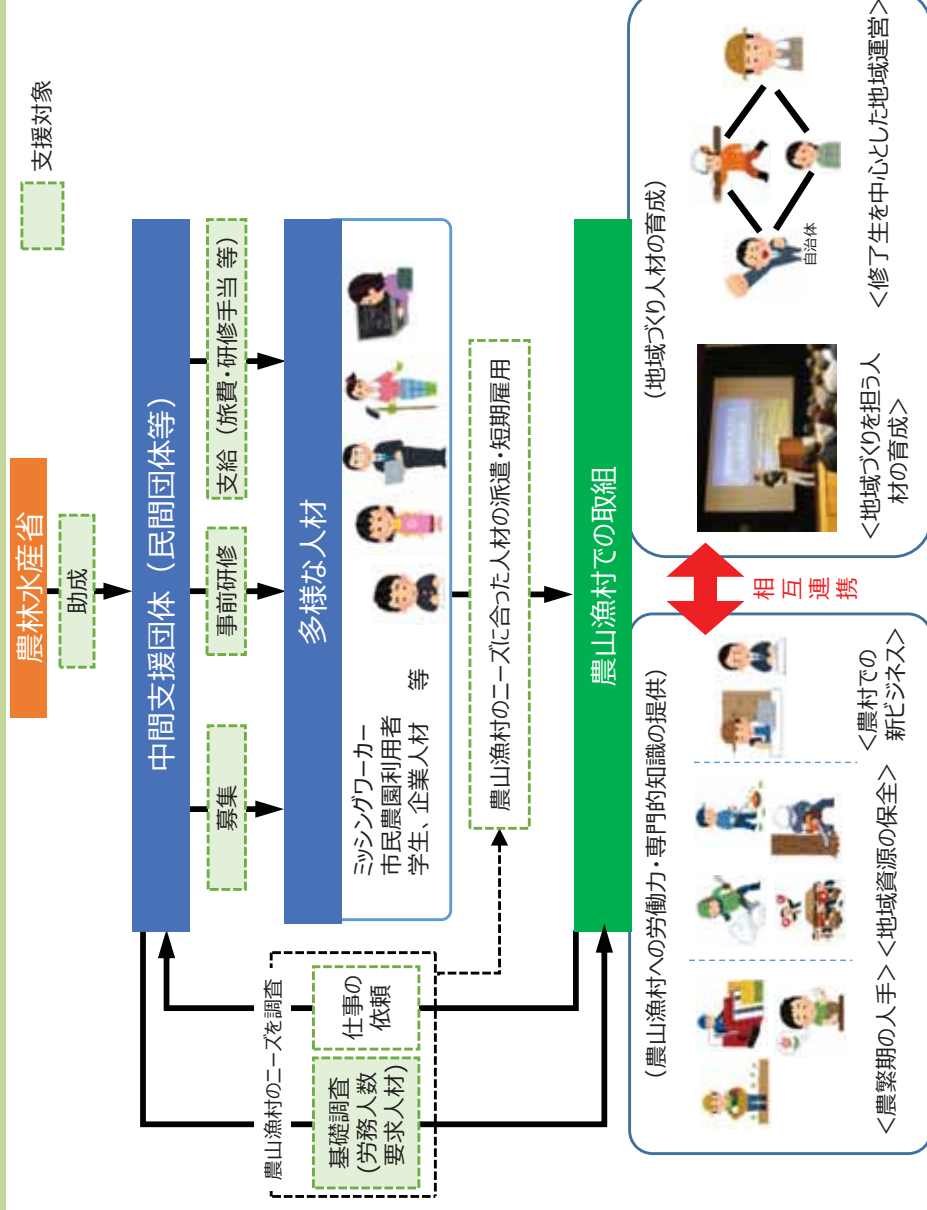 支援対象
農林水産省
助成
中間支援団体（民間団体等）
募集
事前研修
支給（旅費・研修手当 等）
多様な人材
ミッシングワーカー
市民農園利用者
学生、企業人材
等
農山漁村のニーズを調査
基礎調査
(労務人数
要求人材)
仕事の
依頼
農山漁村のニーズに合った人材の派遣・短期雇用
農山漁村での取組
(農山漁村への労働力・専門的知識の提供)
<農繁期の人手>
<地域資源の保全>
<農村での
新ビジネス>
相互連携
(地域づくり人材の育成)
<地域づくりを担う人
材の育成>
自治体
<修了生を中心とした地域運営>